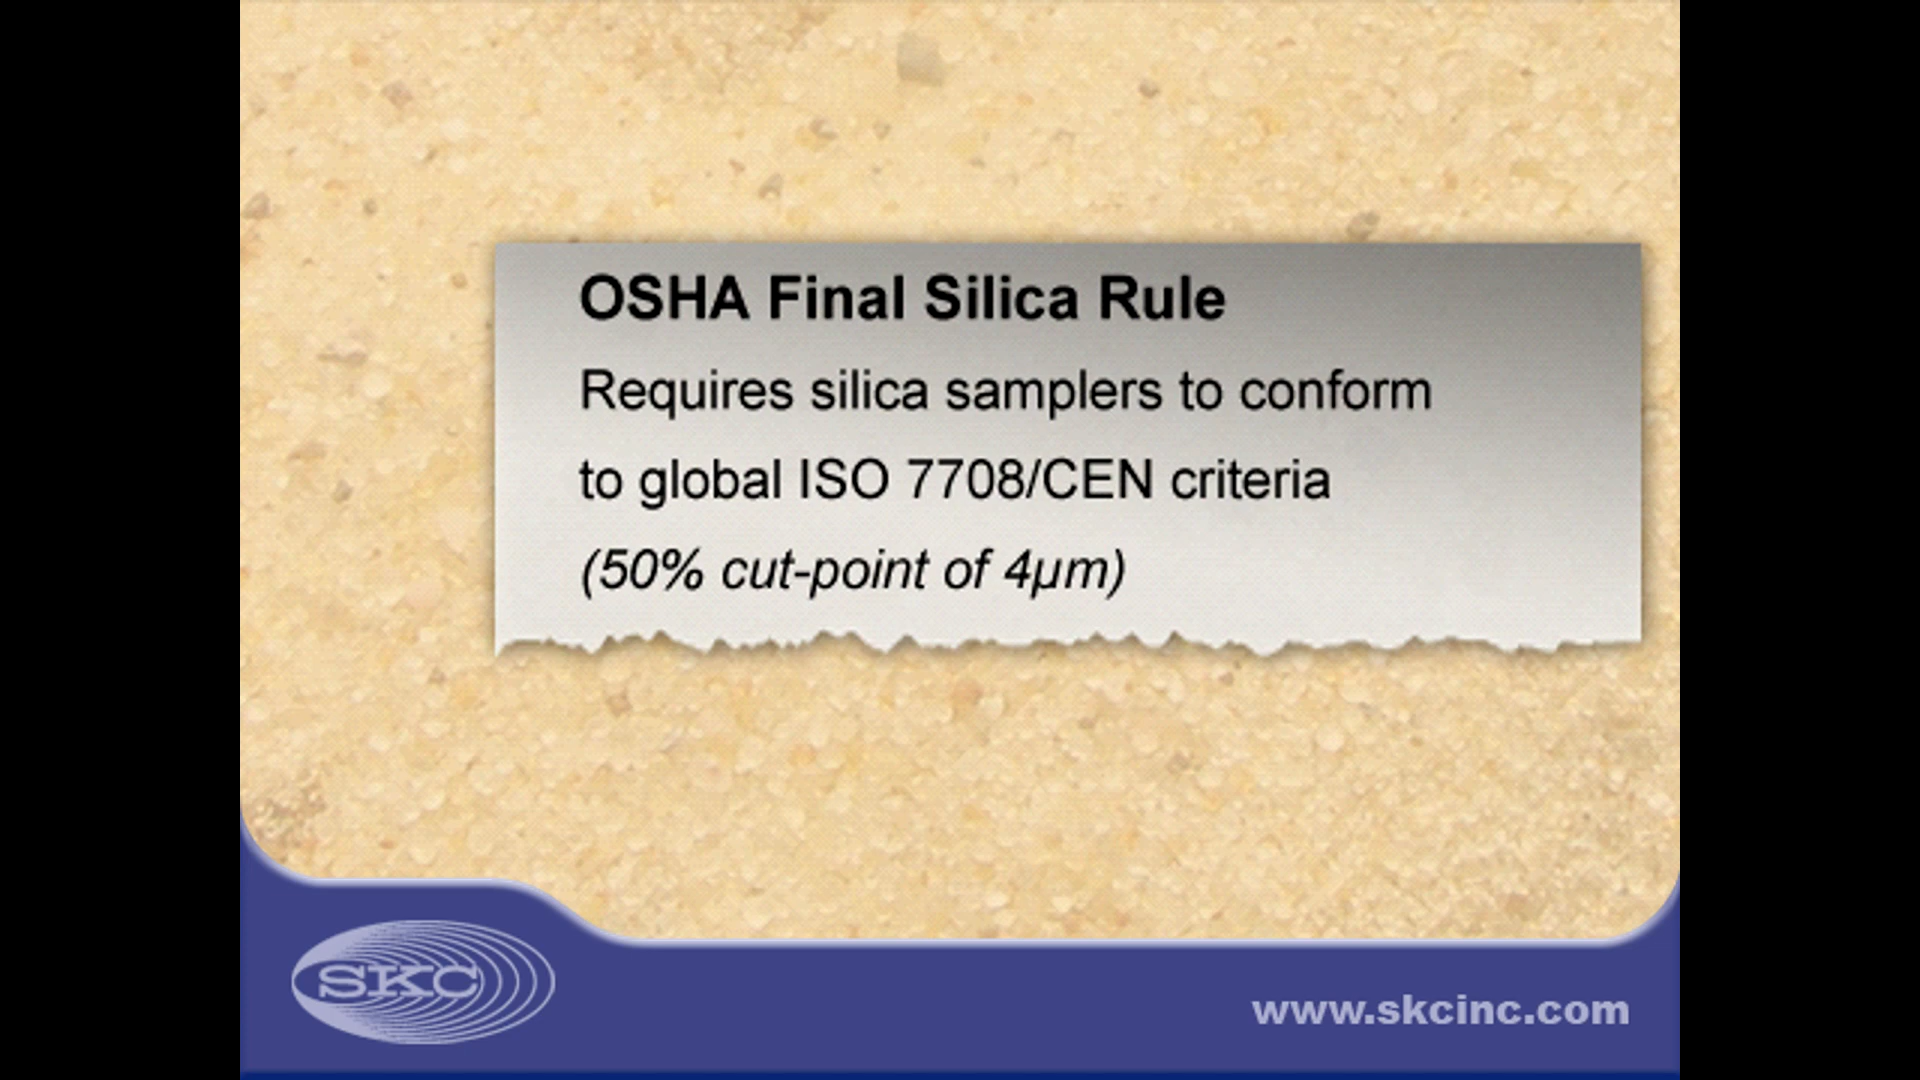 OSHA Final Silica Rule
Requires silica samplers to conform
to global ISO 7708/CEN criteria
(50% cut-point of 4µm)
SKC
www.skcinc.com